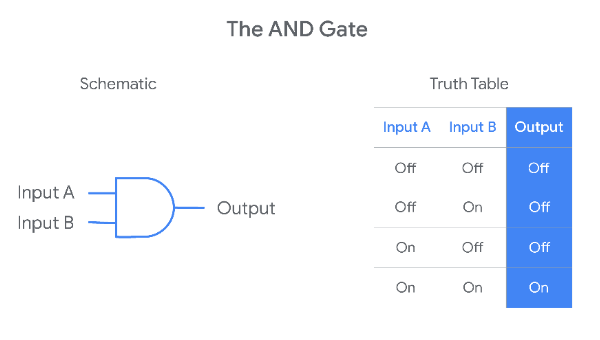 The AND Gate
Schematic
Input A
Input B
Output
Truth Table
Input A Input B Output
Off Off Off
Off On Off
On Off Off
On On On